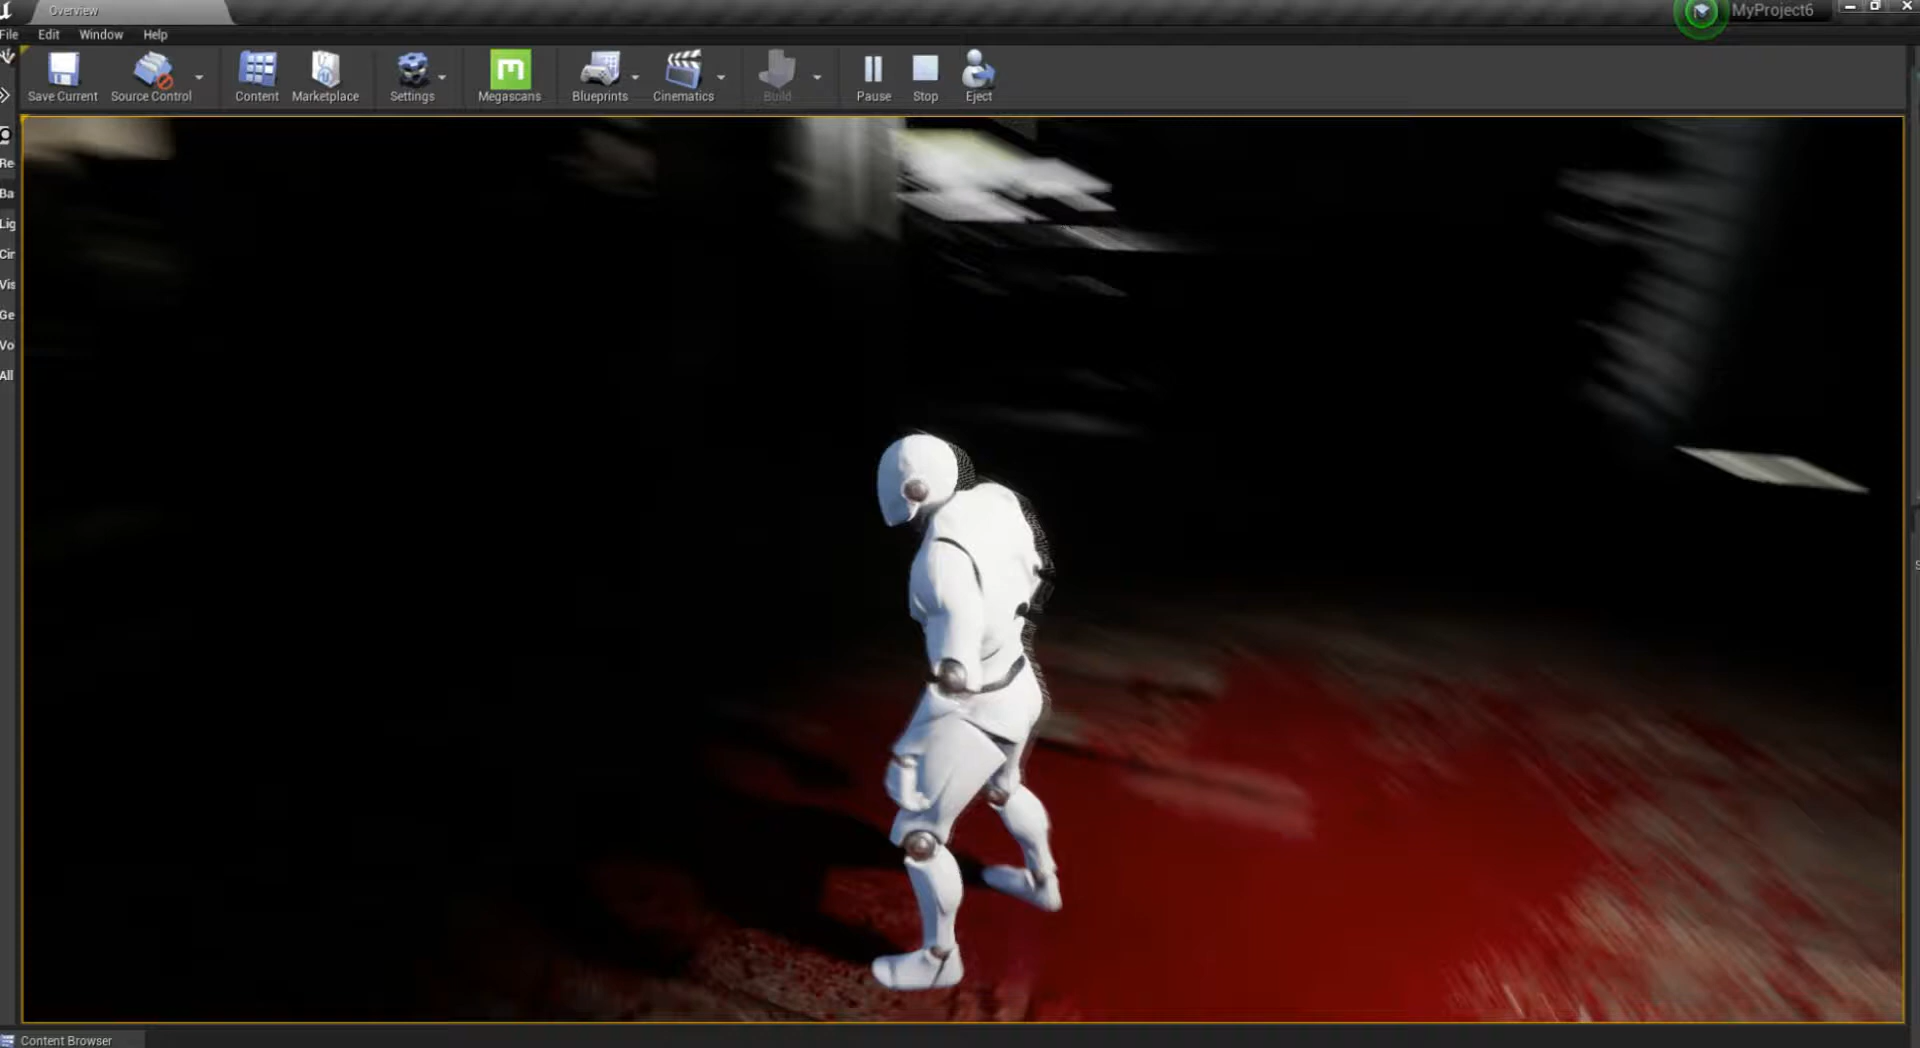 Overview
MyProject6
File Edit Window Help
Save Current Source Control Content Marketplace Settings Megascans Blueprints Cinematics Build Pause Stop Eject
Re
Ba
Lig
Cin
Vis
Ge
Vo
All
Content Browser